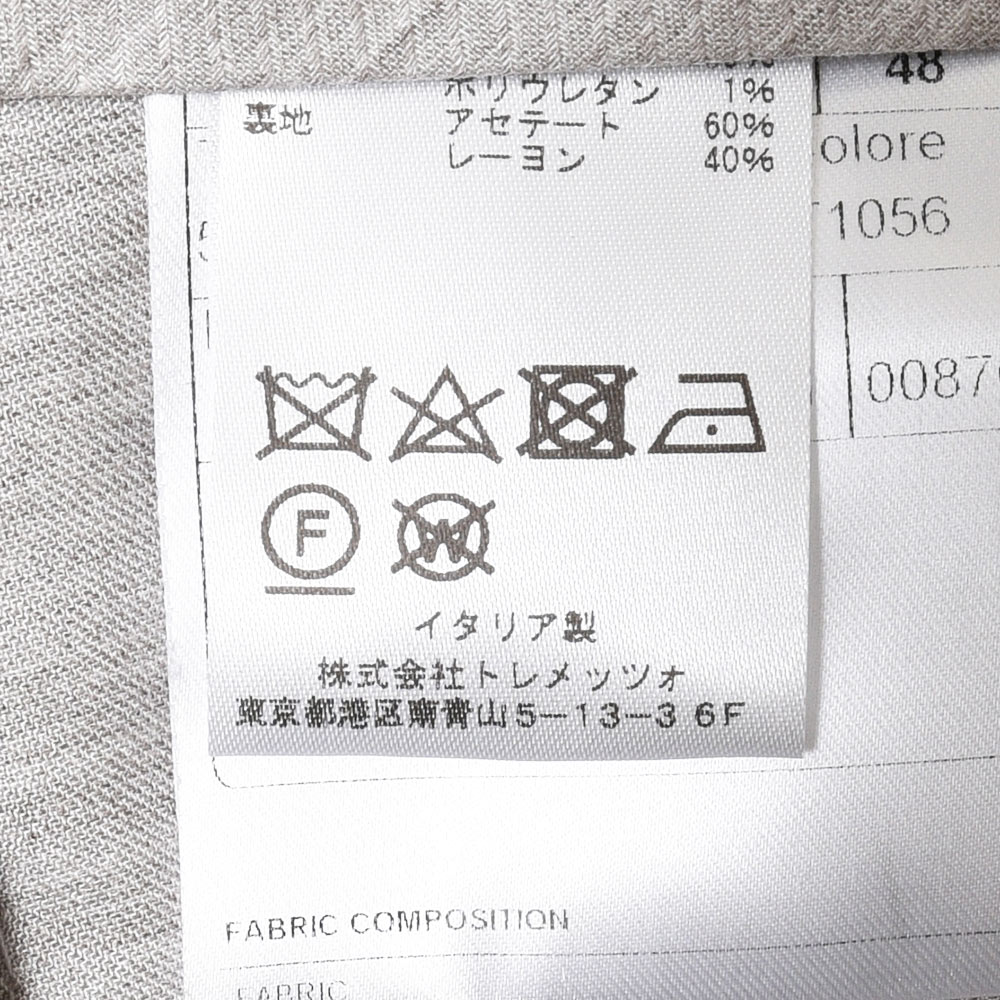 48
ポリウレタン 1%
裏地 アセテート 60%
レーヨン 40%
olore
1056
0087
F
W
イタリア製
株式会社トレメッツォ
東京都港区南青山5-13-3 6F
FABRIC COMPOSITION
FABRIC